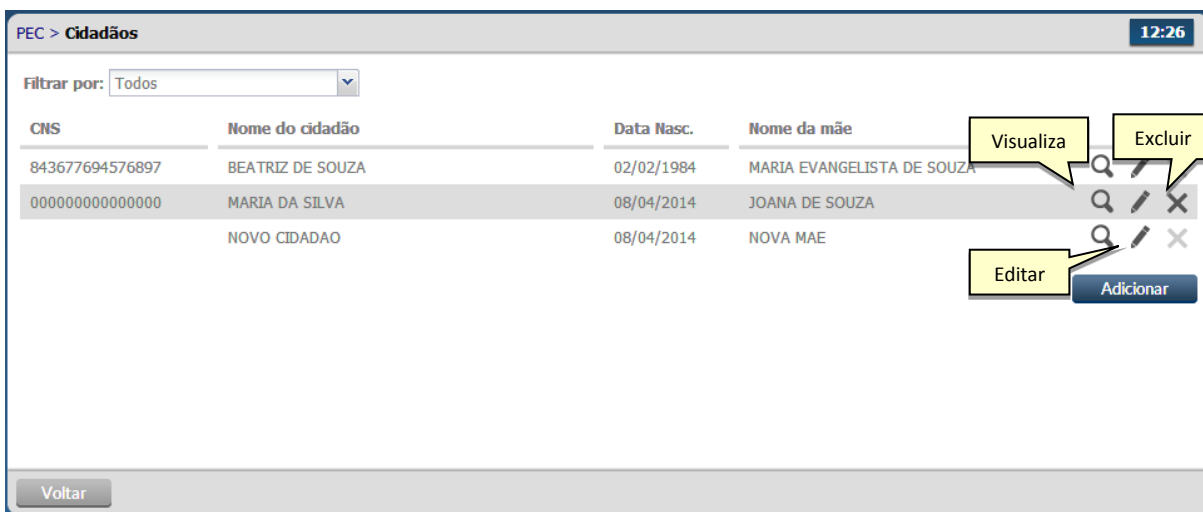 PEC > Cidadãos 12:26
Filtrar por: Todos
CNS Nome do cidadão Data Nasc. Nome da mãe
Visualiza Excluir
843677694576897 BEATRIZ DE SOUZA 02/02/1984 MARIA EVANGELISTA DE SOUZA
000000000000000 MARIA DA SILVA 08/04/2014 JOANA DE SOUZA
NOVO CIDADAO 08/04/2014 NOVA MAE
Editar
Adicionar
Voltar